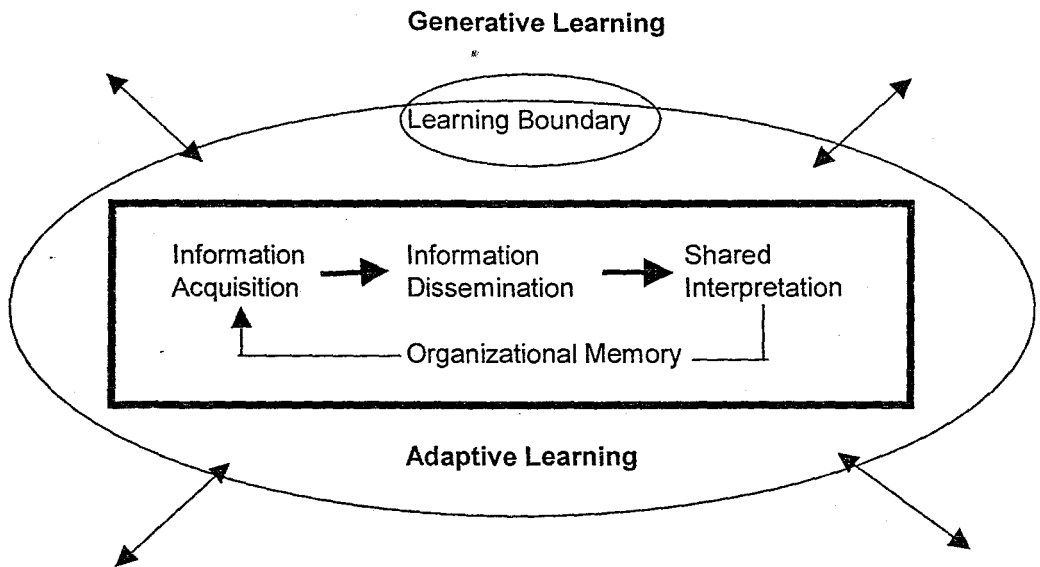 Generative Learning
Learning Boundary
Information
Acquisition
Information
Dissemination
Shared
Interpretation
Organizational Memory
Adaptive Learning